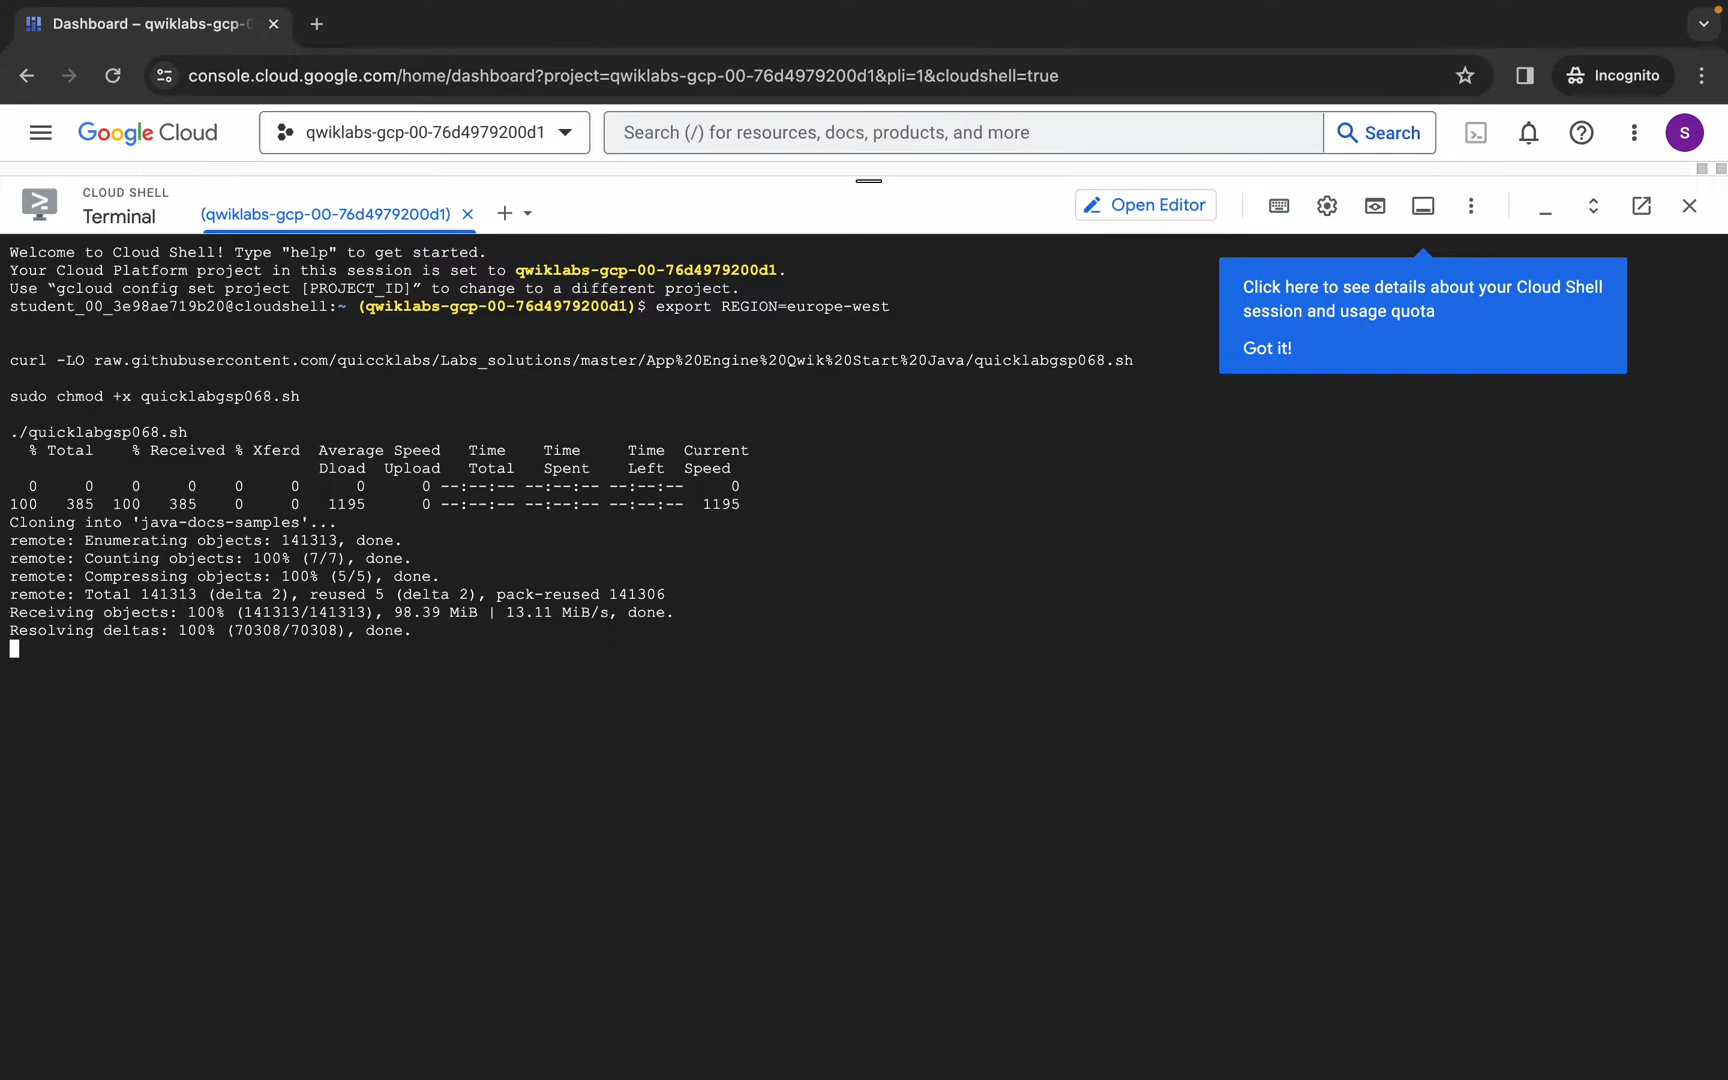 Dashboard – qwiklabs-gcp-0
console.cloud.google.com/home/dashboard?project=qwiklabs-gcp-00-76d4979200d1&pli=1&cloudshell=true
Incognito
Google Cloud
qwiklabs-gcp-00-76d4979200d1
Search (/) for resources, docs, products, and more
Search
S
CLOUD SHELL
Terminal
(qwiklabs-gcp-00-76d4979200d1)
Open Editor
Welcome to Cloud Shell! Type "help" to get started.
Your Cloud Platform project in this session is set to qwiklabs-gcp-00-76d4979200d1.
Use “gcloud config set project [PROJECT_ID]” to change to a different project.
student_00_3e98ae719b20@cloudshell:~ (qwiklabs-gcp-00-76d4979200d1)$ export REGION=europe-west
curl -LO raw.githubusercontent.com/quiccklabs/Labs_solutions/master/App%20Engine%20Qwik%20Start%20Java/quicklabgsp068.sh
sudo chmod +x quicklabgsp068.sh
./quicklabgsp068.sh
% Total % Received % Xferd Average Speed Time Time Time Current
Dload Upload Total Spent Left Speed
0 0 0 0 0 0 0 0 --:--:-- --:--:-- --:--:-- 0
100 385 100 385 0 0 1195 0 --:--:-- --:--:-- --:--:-- 1195
Cloning into 'java-docs-samples'...
remote: Enumerating objects: 141313, done.
remote: Counting objects: 100% (7/7), done.
remote: Compressing objects: 100% (5/5), done.
remote: Total 141313 (delta 2), reused 5 (delta 2), pack-reused 141306
Receiving objects: 100% (141313/141313), 98.39 MiB | 13.11 MiB/s, done.
Resolving deltas: 100% (70308/70308), done.
Click here to see details about your Cloud Shell
session and usage quota
Got it!